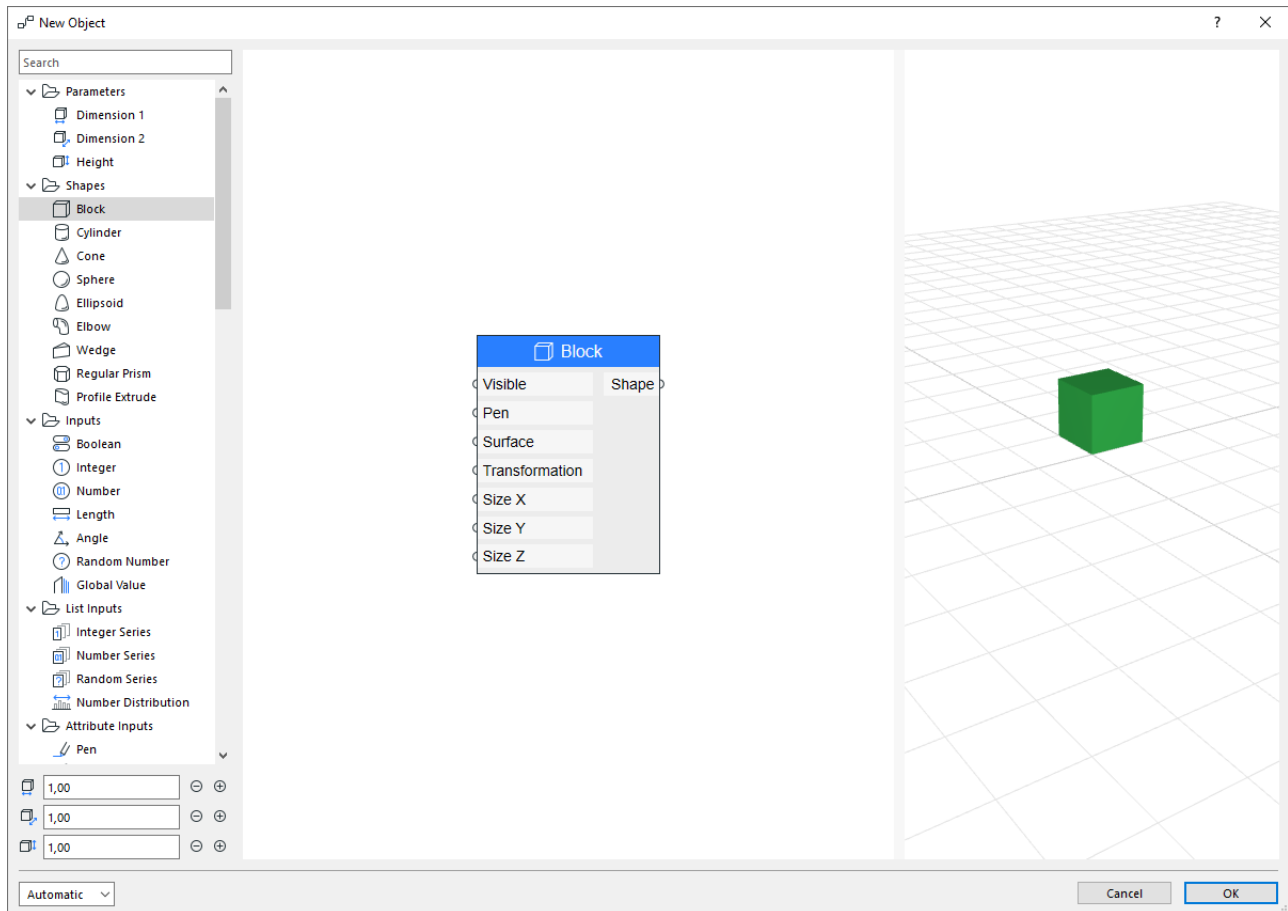 New Object
?
Search
Parameters
Dimension 1
Dimension 2
Height
Shapes
Block
Cylinder
Cone
Sphere
Ellipsoid
Elbow
Wedge
Regular Prism
Profile Extrude
Inputs
Boolean
Integer
Number
Length
Angle
Random Number
Global Value
List Inputs
Integer Series
Number Series
Random Series
Number Distribution
Attribute Inputs
Pen
1,00
1,00
1,00
Automatic
Block
Visible Shape
Pen
Surface
Transformation
Size X
Size Y
Size Z
Cancel OK